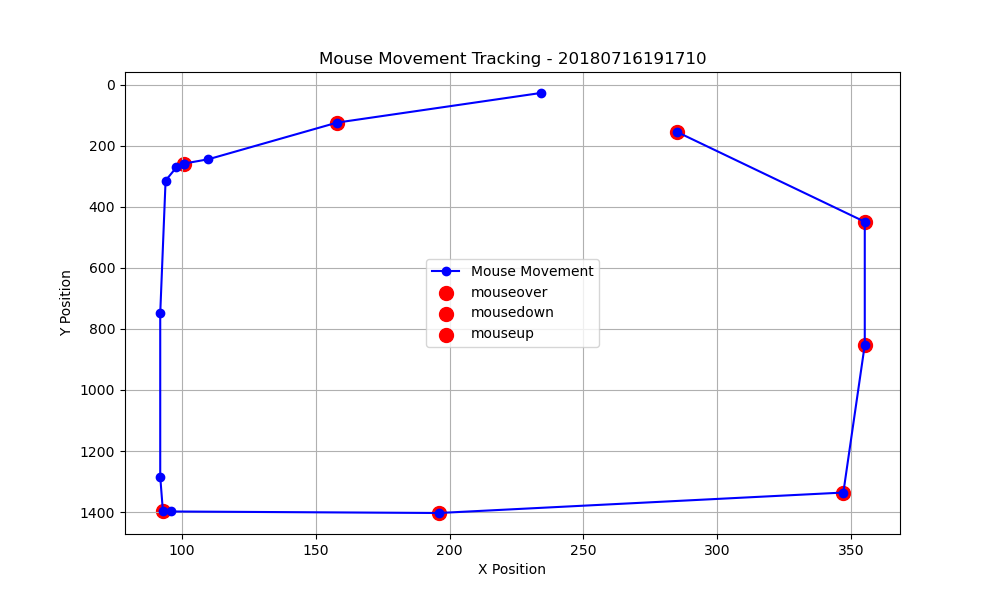 Mouse Movement Tracking - 20180716191710
0
200
400
600
800
1000
1200
1400
Y Position
Mouse Movement
mouseover
mousedown
mouseup
100
150
200
250
300
350
X Position